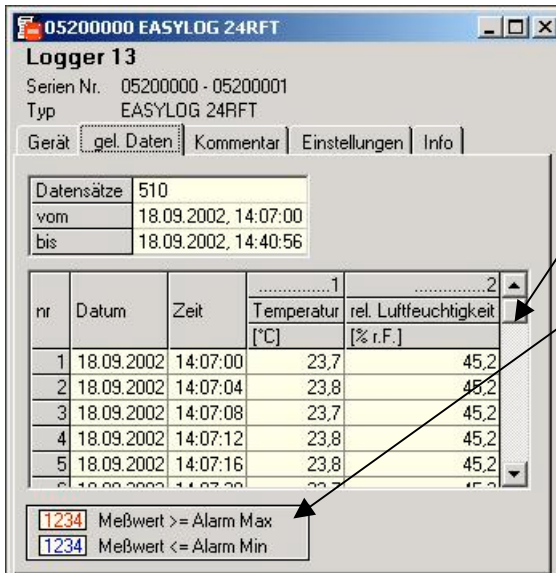 05200000 EASYLOG 24RFT
Logger 13
Serien Nr. 05200000 - 05200001
Typ EASYLOG 24RFT
Gerät gel. Daten Kommentar Einstellungen Info
Datensätze 510
vom 18.09.2002, 14:07:00
bis 18.09.2002, 14:40:56
..............1 ..............2
nr Datum Zeit Temperatur rel. Luftfeuchtigkeit
[°C] [% r.F.]
1 18.09.2002 14:07:00 23,7 45,2
2 18.09.2002 14:07:04 23,8 45,2
3 18.09.2002 14:07:08 23,7 45,2
4 18.09.2002 14:07:12 23,8 45,2
5 18.09.2002 14:07:16 23,8 45,2
1234 Meßwert >= Alarm Max
1234 Meßwert <= Alarm Min